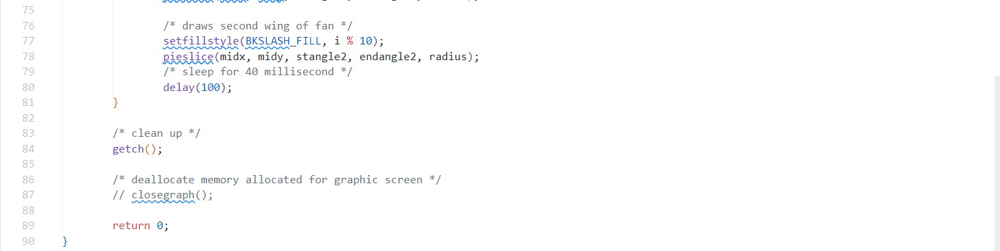 75
76 /* draws second wing of fan */
77 setfillstyle(BKSLASH_FILL, i % 10);
78 pieslice(midx, midy, stangle2, endangle2, radius);
79 /* sleep for 40 millisecond */
80 delay(100);
81 }
82
83 /* clean up */
84 getch();
85
86 /* deallocate memory allocated for graphic screen */
87 // closegraph();
88
89 return 0;
90 }